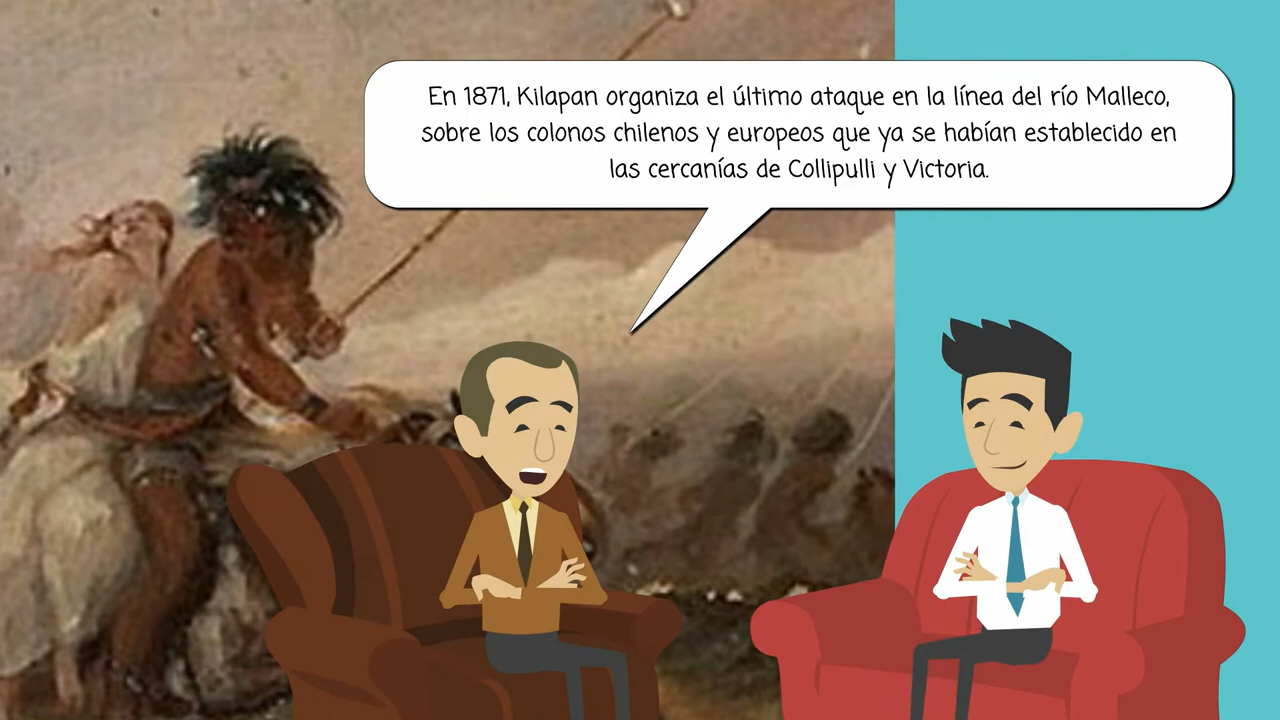 En 1871, Kilapan organiza el último ataque en la línea del río Malleco,
sobre los colonos chilenos y europeos que ya se habían establecido en
las cercanías de Collipulli y Victoria.